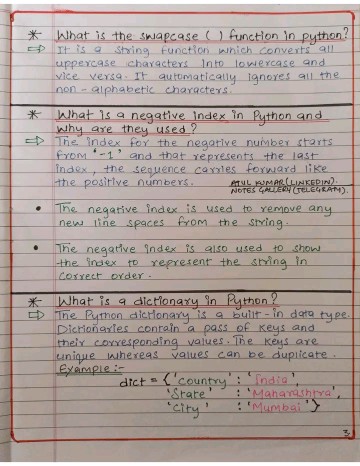 * What is the swapcase ( ) function in python?
⇒ It is a string function which converts all
uppercase characters into lowercase and
vice versa. It automatically ignores all the
non-alphabetic characters.
* What is a negative index in Python and
why are they used?
⇒ The index for the negative number starts
from '-1' and that represents the last
index, the sequence carries forward like
the positive numbers.
ATUL KUMAR (LINKEDIN).
NOTES GALLERY (TELEGRAM).
• The negative index is used to remove any
new line spaces from the string.
• The negative index is also used to show
the index to represent the string in
correct order.
* What is a dictionary in Python?
⇒ The Python dictionary is a built-in data type.
Dictionaries contain a pass of keys and
their corresponding values. The keys are
unique whereas values can be duplicate.
Example :-
dict = {'country' : 'India',
'State' : 'Maharashtra',
'City' : 'Mumbai'}
3